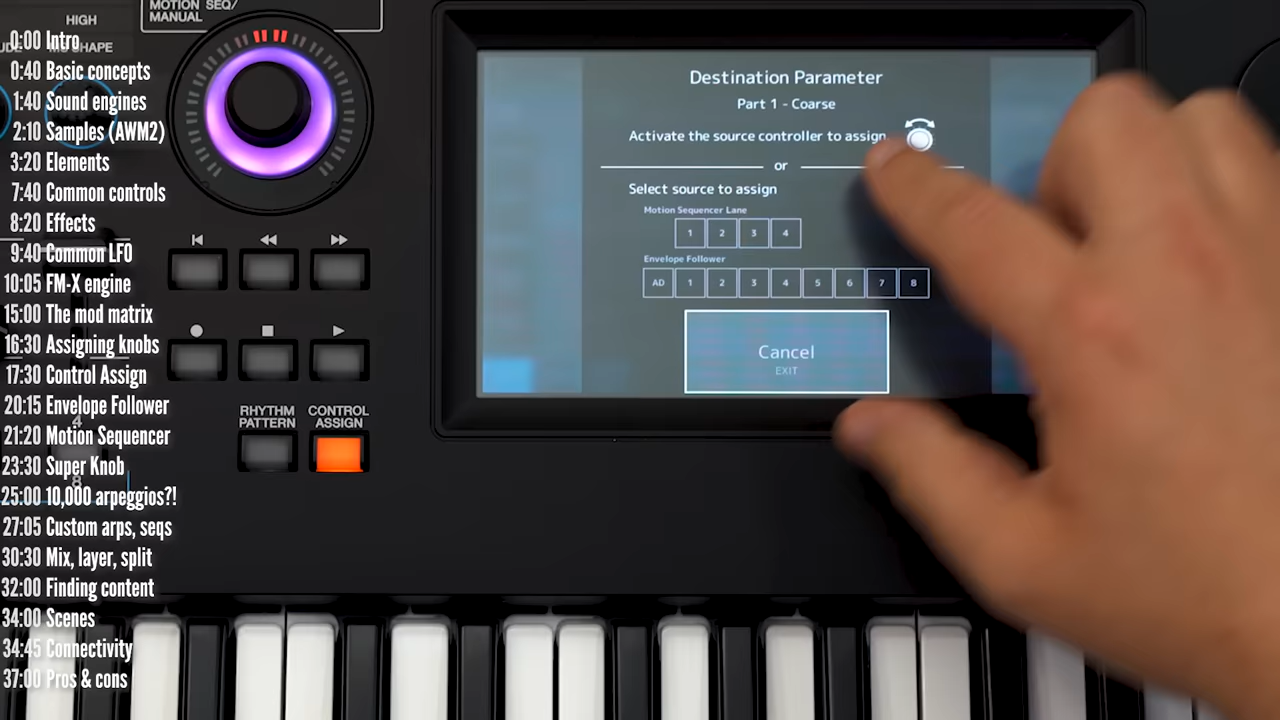 HIGH
MOTION SEQ/
MANUAL
0:00 Intro
0:40 Basic concepts
1:40 Sound engines
2:10 Samples (AWM2)
3:20 Elements
7:40 Common controls
8:20 Effects
9:40 Common LFO
10:05 FM-X engine
15:00 The mod matrix
16:30 Assigning knobs
17:30 Control Assign
20:15 Envelope Follower
21:20 Motion Sequencer
23:30 Super Knob
25:00 10,000 arpeggios?!
27:05 Custom arps, seqs
30:30 Mix, layer, split
32:00 Finding content
34:00 Scenes
34:45 Connectivity
37:00 Pros & cons
SHAPE
4
8
RHYTHM
PATTERN
CONTROL
ASSIGN
Destination Parameter
Part 1 - Coarse
Activate the source controller to assign
or
Select source to assign
Motion Sequencer Lane
1 2 3 4
Envelope Follower
AD 1 2 3 4 5 6 7 8
Cancel
EXIT